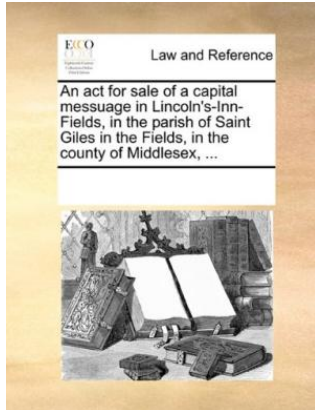 ECCO
Law and Reference
An act for sale of a capital
messuage in Lincoln's-Inn-
Fields, in the parish of Saint
Giles in the Fields, in the
county of Middlesex, ...